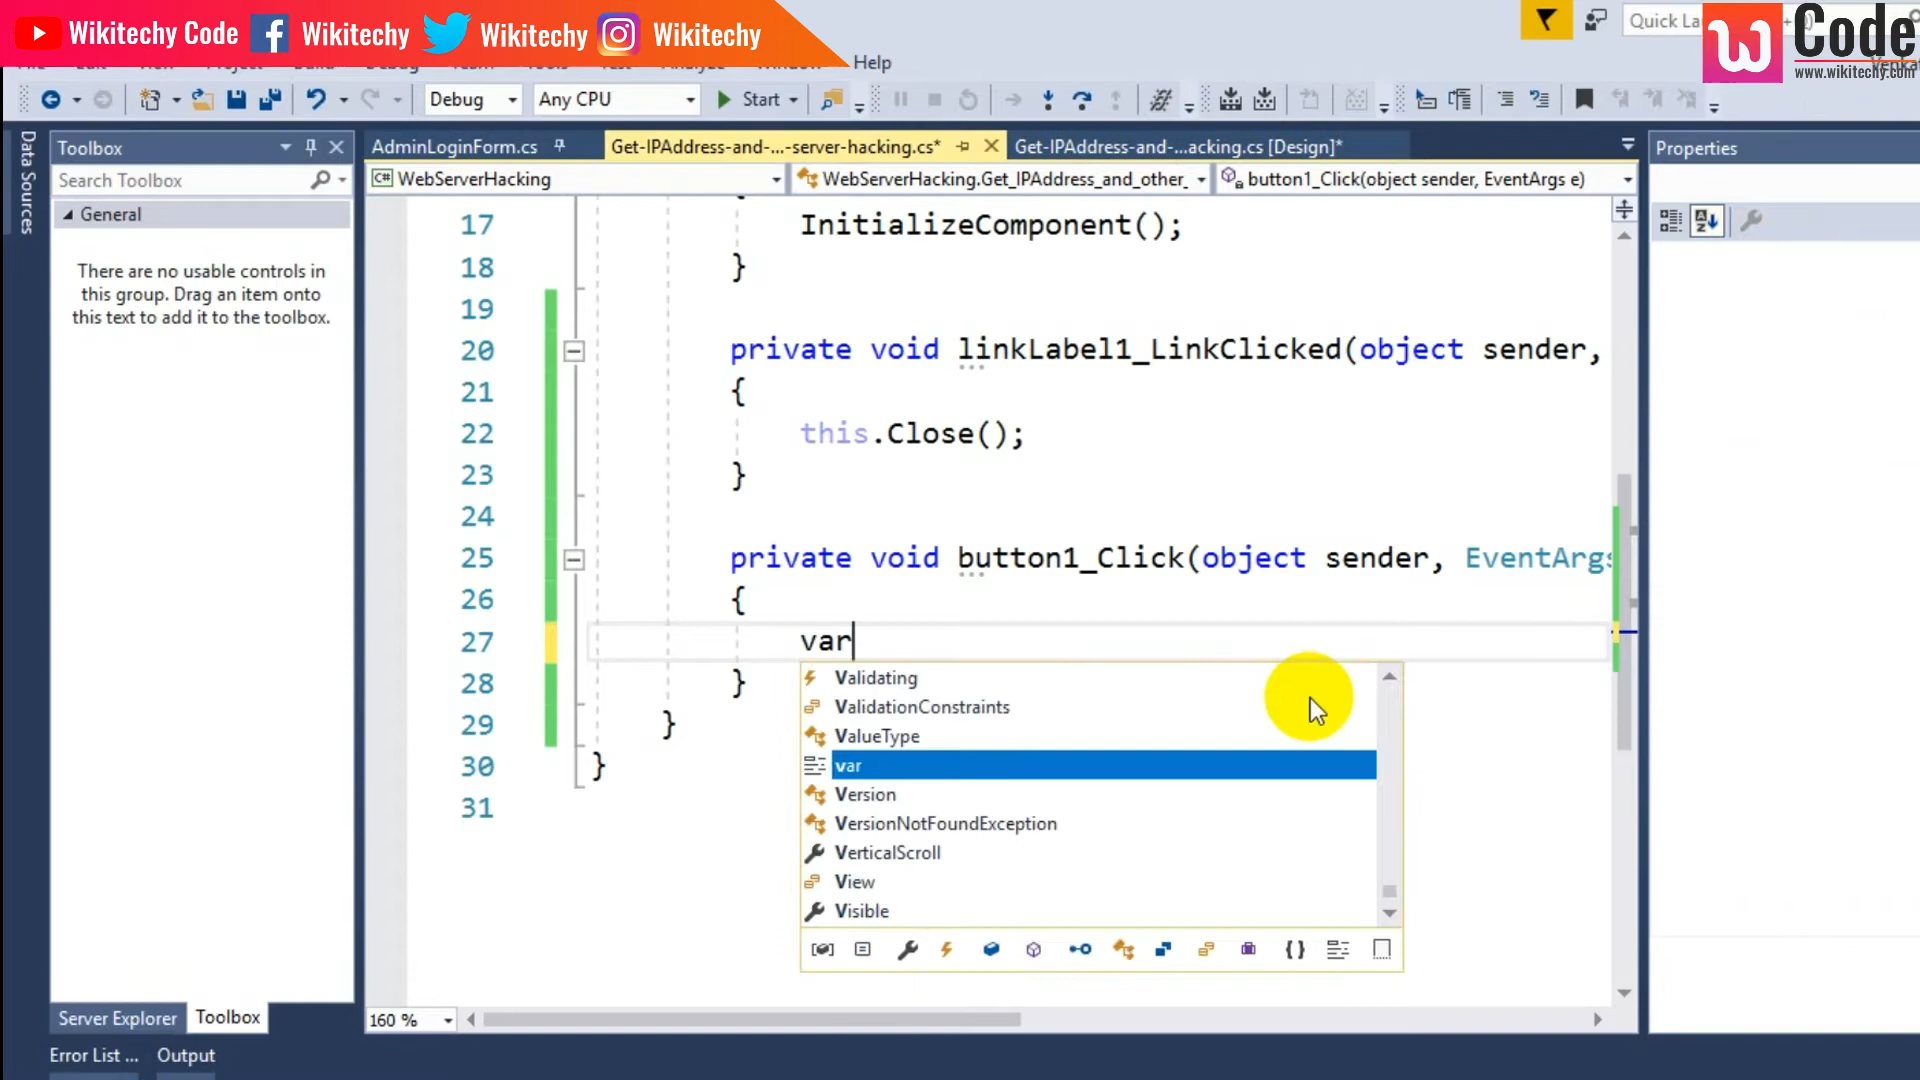 Wikitechy Code Wikitechy Wikitechy Wikitechy
Quick La
Code
www.wikitechy.com
Help
Debug Any CPU Start
Data Sources
Toolbox
Search Toolbox
General
There are no usable controls in
this group. Drag an item onto
this text to add it to the toolbox.
Server Explorer Toolbox
Error List ... Output
AdminLoginForm.cs Get-IPAddress-and-...-server-hacking.cs* Get-IPAddress-and-...acking.cs [Design]*
WebServerHacking WebServerHacking.Get_IPAddress_and_other_ button1_Click(object sender, EventArgs e)
17 InitializeComponent();
18 }
19
20 private void linkLabel1_LinkClicked(object sender,
21 {
22 this.Close();
23 }
24
25 private void button1_Click(object sender, EventArgs
26 {
27 var
28 }
29 }
30 }
31
Validating
ValidationConstraints
ValueType
var
Version
VersionNotFoundException
VerticalScroll
View
Visible
160 %
Properties